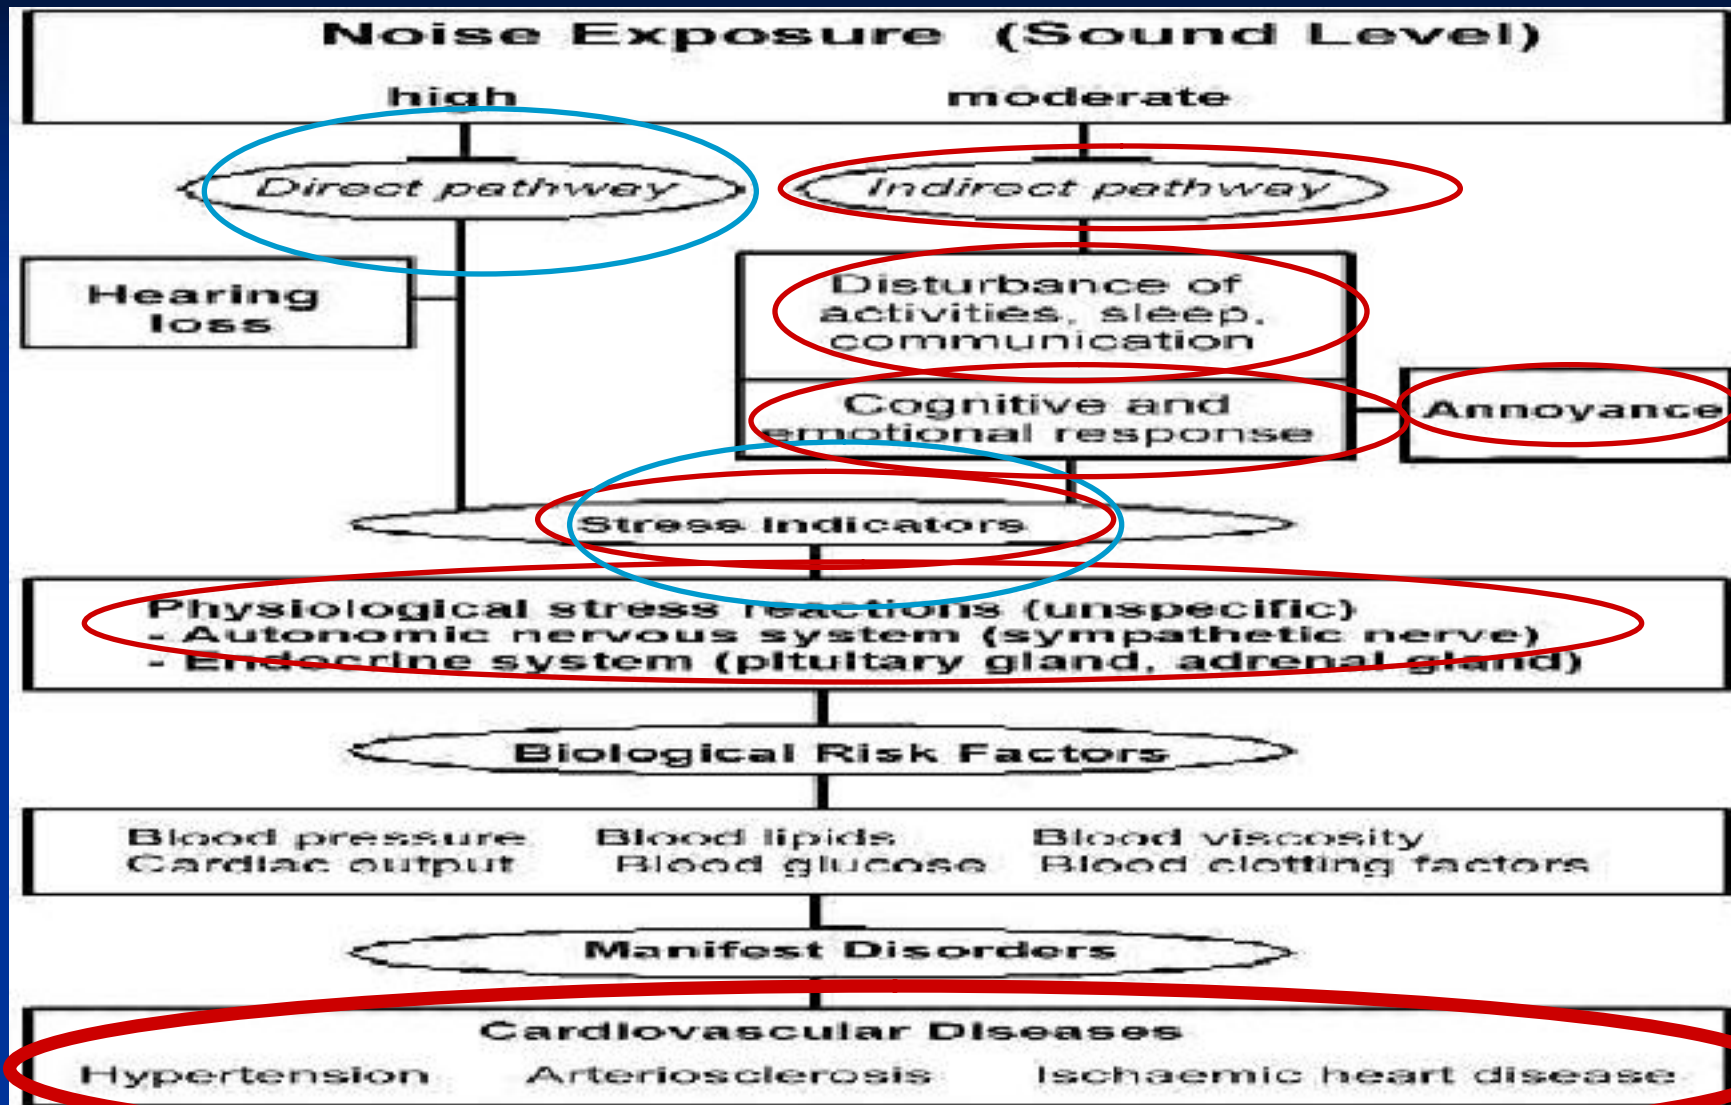 Noise Exposure (Sound Level)
high moderate
Direct pathway Indirect pathway
Hearing
loss
Disturbance of
activities, sleep,
communication
Cognitive and
emotional response
Annoyance
Stress Indicators
Physiological stress reactions (unspecific)
- Autonomic nervous system (sympathetic nerve)
- Endocrine system (pituitary gland, adrenal gland)
Biological Risk Factors
Blood pressure Blood lipids Blood viscosity
Cardiac output Blood glucose Blood clotting factors
Manifest Disorders
Cardiovascular Diseases
Hypertension Arteriosclerosis Ischaemic heart disease